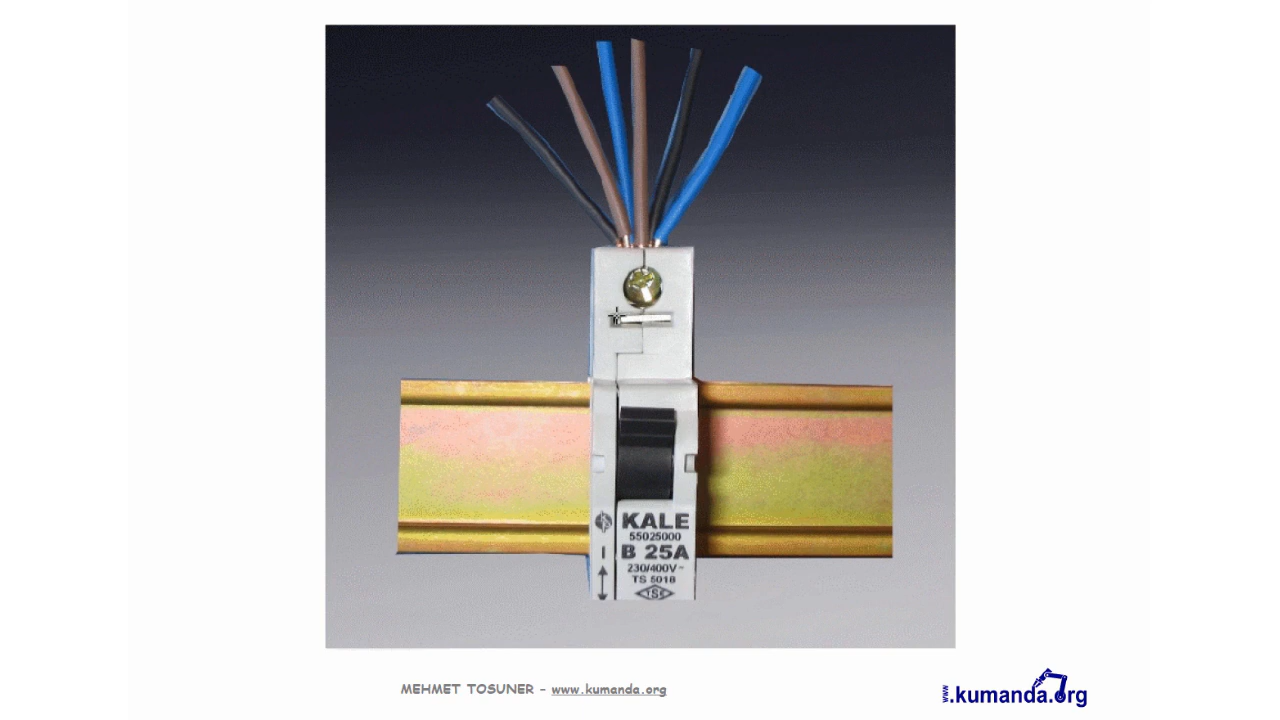 KALE
55025000
I B 25A
230/400V~
TS 5018
TSE
MEHMET TOSUNER - www.kumanda.org
www.kumanda.org